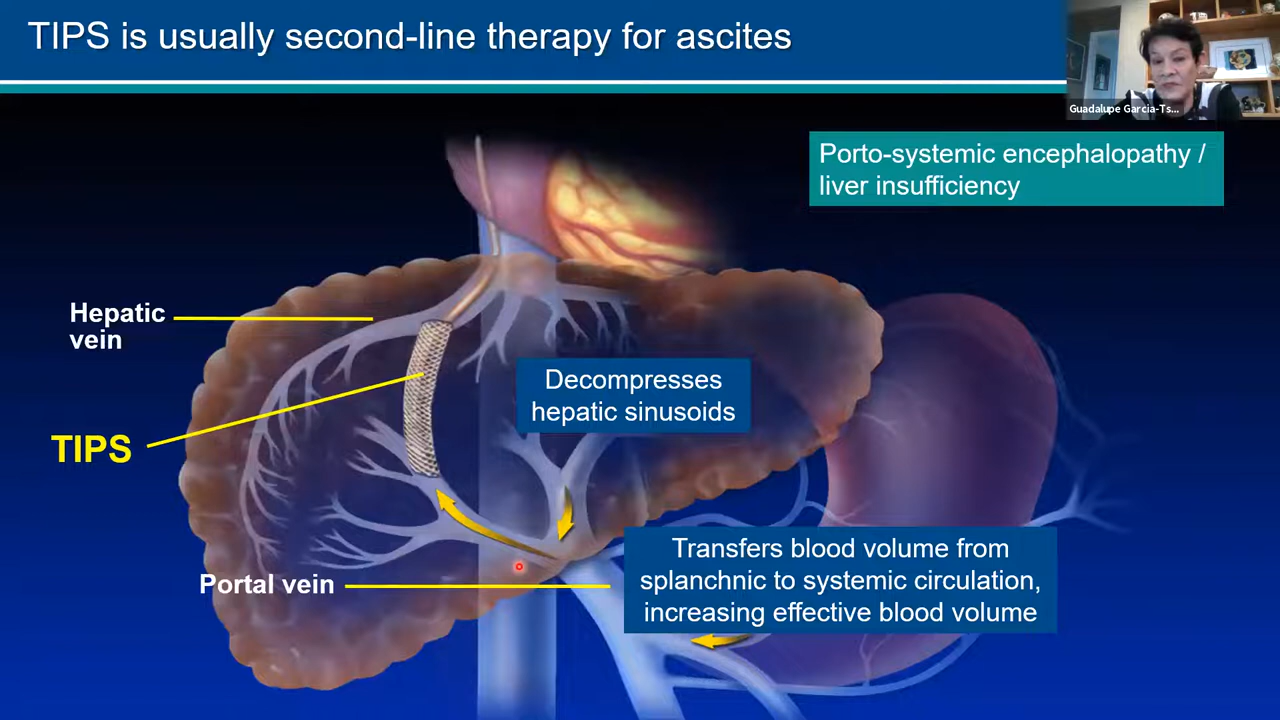 TIPS is usually second-line therapy for ascites
Guadalupe Garcia-Ts...
Porto-systemic encephalopathy /
liver insufficiency
Hepatic
vein
Decompresses
hepatic sinusoids
TIPS
Transfers blood volume from
splanchnic to systemic circulation,
increasing effective blood volume
Portal vein